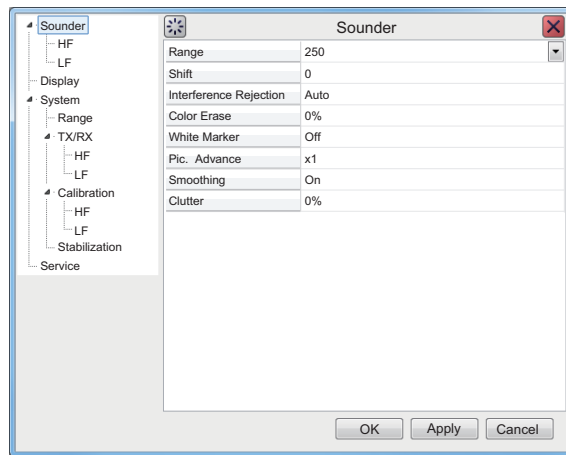 Sounder
HF
LF
Display
System
Range
TX/RX
HF
LF
Calibration
HF
LF
Stabilization
Service
Sounder
Range 250
Shift 0
Interference Rejection Auto
Color Erase 0%
White Marker Off
Pic. Advance x1
Smoothing On
Clutter 0%
OK Apply Cancel